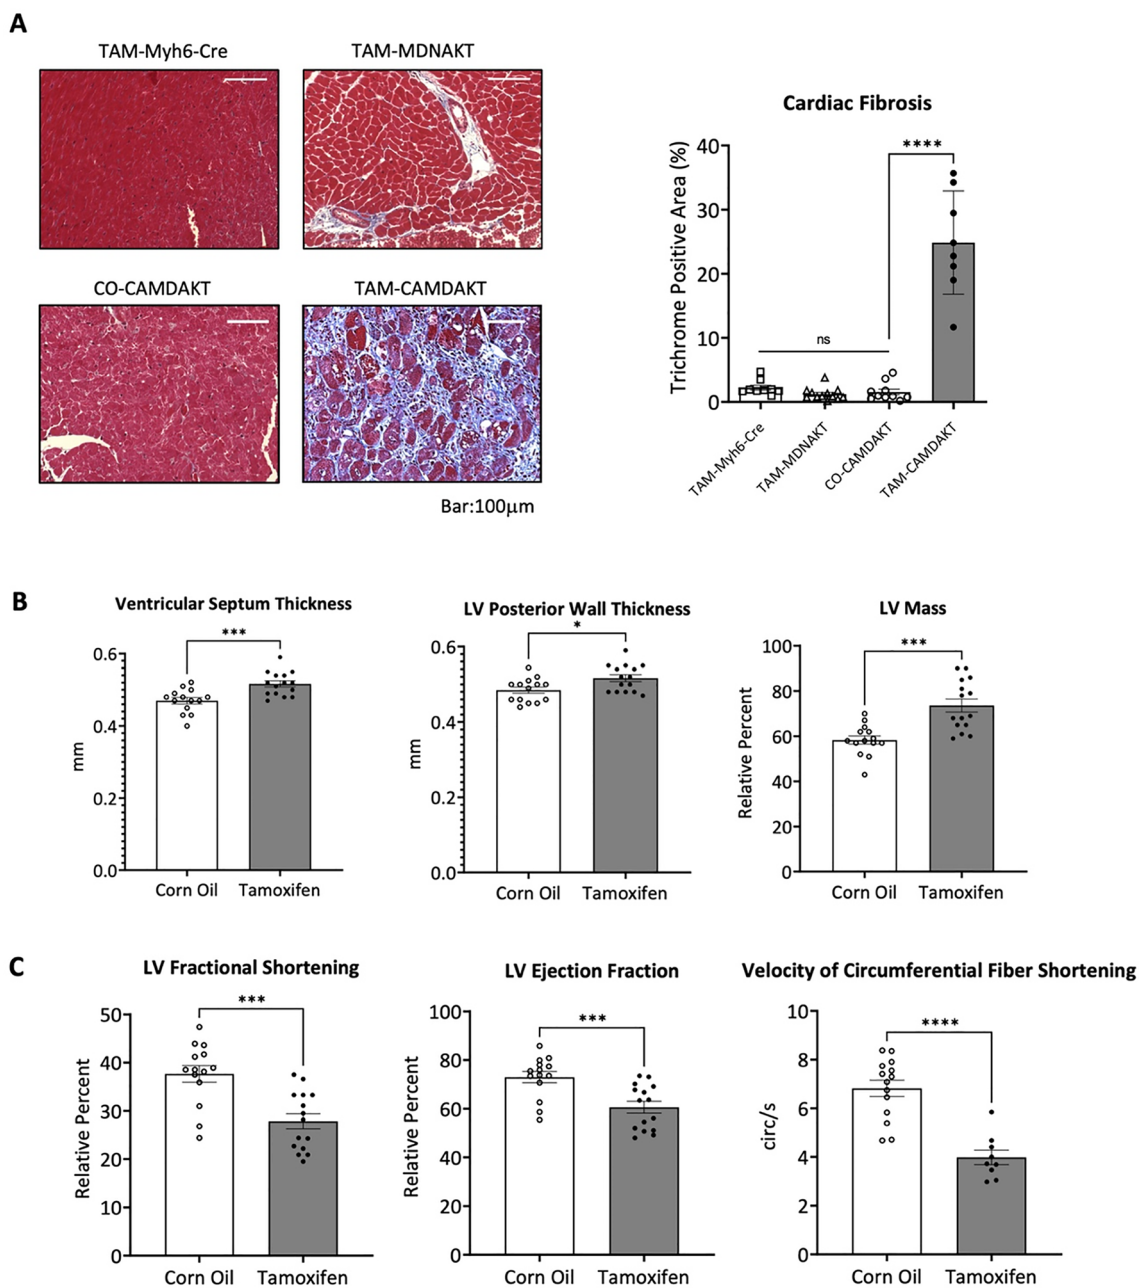 A
TAM-Myh6-Cre
TAM-MDNAKT
CO-CAMDAKT
TAM-CAMDAKT
Bar:100µm
Cardiac Fibrosis
****
ns
Trichrome Positive Area (%)
40
30
20
10
0
TAM-Myh6-Cre
TAM-MDNAKT
CO-CAMDAKT
TAM-CAMDAKT
B
Ventricular Septum Thickness
***
mm
0.6
0.4
0.2
0.0
Corn Oil
Tamoxifen
LV Posterior Wall Thickness
*
mm
0.6
0.4
0.2
0.0
Corn Oil
Tamoxifen
LV Mass
***
Relative Percent
100
80
60
40
20
0
Corn Oil
Tamoxifen
C
LV Fractional Shortening
***
Relative Percent
50
40
30
20
10
0
Corn Oil
Tamoxifen
LV Ejection Fraction
***
Relative Percent
100
80
60
40
20
0
Corn Oil
Tamoxifen
Velocity of Circumferential Fiber Shortening
****
circ/s
10
8
6
4
2
0
Corn Oil
Tamoxifen